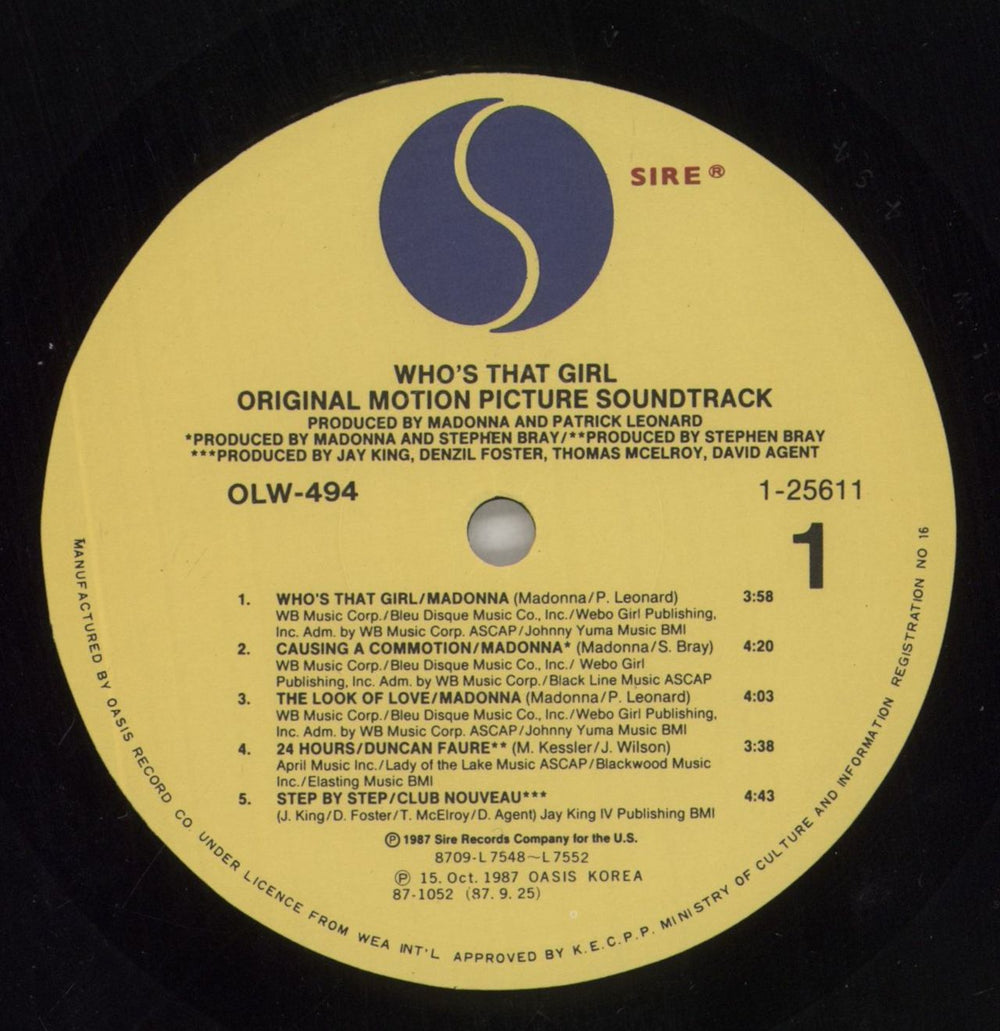 SIRE ®
WHO'S THAT GIRL
ORIGINAL MOTION PICTURE SOUNDTRACK
PRODUCED BY MADONNA AND PATRICK LEONARD
*PRODUCED BY MADONNA AND STEPHEN BRAY/**PRODUCED BY STEPHEN BRAY
***PRODUCED BY JAY KING, DENZIL FOSTER, THOMAS MCELROY, DAVID AGENT
OLW-494 1-25611
1
1. WHO'S THAT GIRL/MADONNA (Madonna/P. Leonard) 3:58
WB Music Corp./Bleu Disque Music Co., Inc./Webo Girl Publishing,
Inc. Adm. by WB Music Corp. ASCAP/Johnny Yuma Music BMI
2. CAUSING A COMMOTION/MADONNA* (Madonna/S. Bray) 4:20
WB Music Corp./Bleu Disque Music Co., Inc./ Webo Girl
Publishing, Inc. Adm. by WB Music Corp./Black Line Music ASCAP
3. THE LOOK OF LOVE/MADONNA (Madonna/P. Leonard) 4:03
WB Music Corp./Bleu Disque Music Co., Inc./Webo Girl Publishing,
Inc. Adm. by WB Music Corp. ASCAP/Johnny Yuma Music BMI
4. 24 HOURS/DUNCAN FAURE** (M. Kessler/J. Wilson) 3:38
April Music Inc./Lady of the Lake Music ASCAP/Blackwood Music
Inc./Elasting Music BMI
5. STEP BY STEP/CLUB NOUVEAU*** 4:43
(J. King/D. Foster/T. McElroy/D. Agent) Jay King IV Publishing BMI
℗ 1987 Sire Records Company for the U.S.
8709-L7548~L7552
℗ 15. Oct. 1987 OASIS KOREA
87-1052 (87. 9. 25)
MANUFACTURED BY OASIS RECORD CO. UNDER LICENCE FROM WEA INT'L APPROVED BY K.E.C.P.P. MINISTRY OF CULTURE AND INFORMATION REGISTRATION NO 16